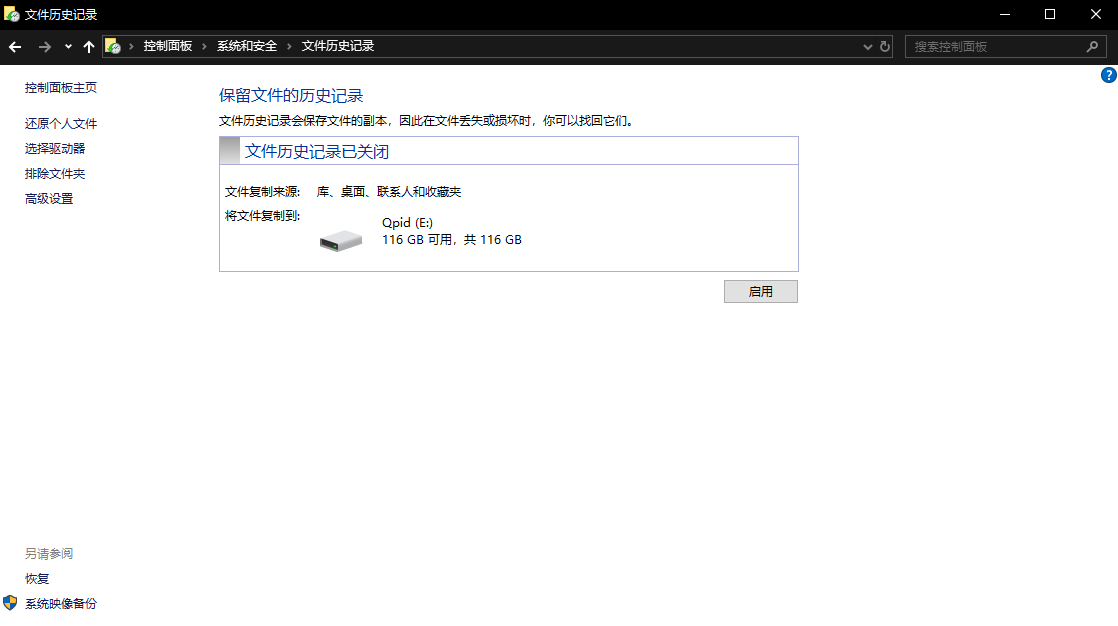 文件历史记录
控制面板 › 系统和安全 › 文件历史记录
搜索控制面板
?
控制面板主页
还原个人文件
选择驱动器
排除文件夹
高级设置
保留文件的历史记录
文件历史记录会保存文件的副本，因此在文件丢失或损坏时，你可以找回它们。
文件历史记录已关闭
文件复制来源: 库、桌面、联系人和收藏夹
将文件复制到:
Qpid (E:)
116 GB 可用，共 116 GB
启用
另请参阅
恢复
系统映像备份